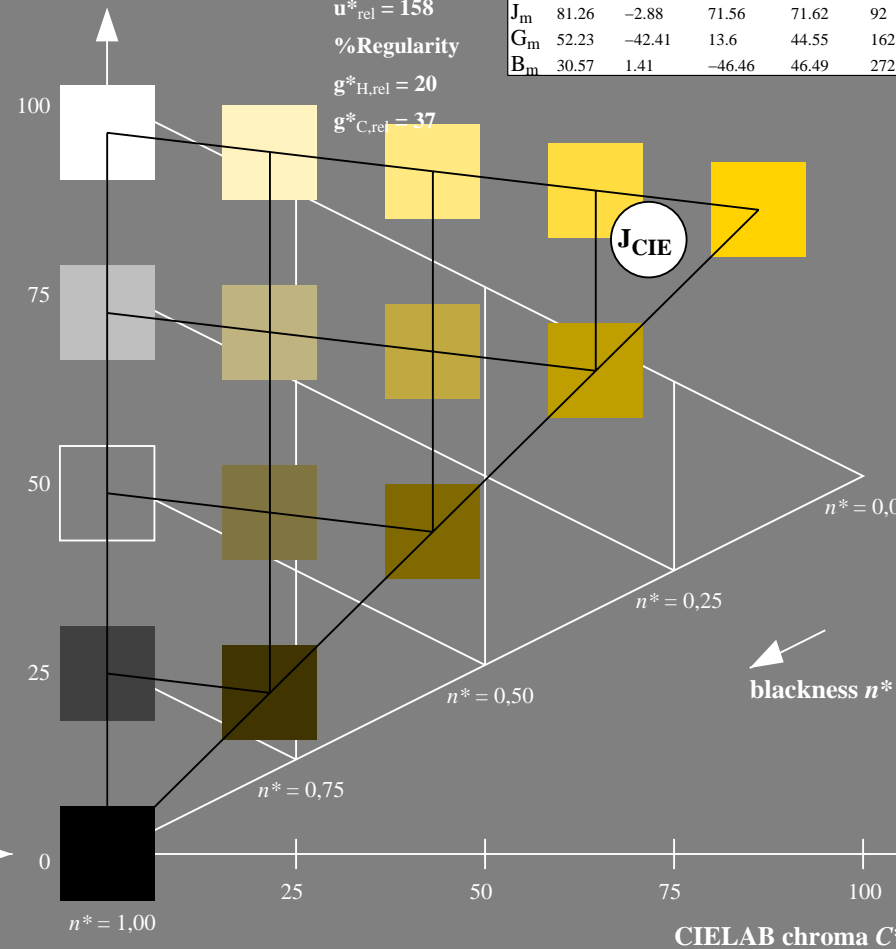 u*rel = 158
%Regularity
g*H,rel = 20
g*C,rel = 37
Jm 81.26 −2.88 71.56 71.62 92
Gm 52.23 −42.41 13.6 44.55 162
Bm 30.57 1.41 −46.46 46.49 272
100
JCIE
75
50
n* = 0,0
n* = 0,25
25
n* = 0,50
blackness n*
n* = 0,75
0
25
50
75
100
n* = 1,00
CIELAB chroma C*